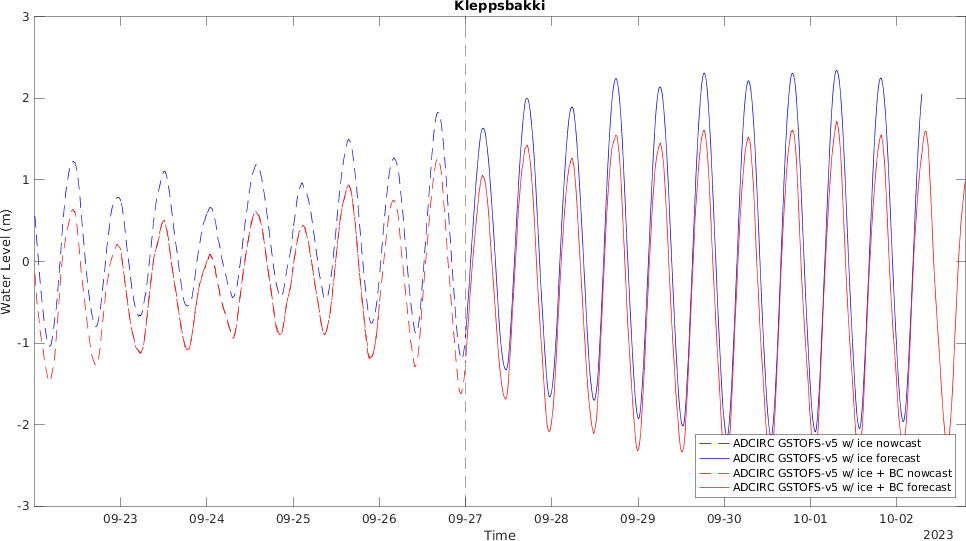 Kleppsbakki
3
2
1
0
-1
-2
-3
Water Level (m)
09-23
09-24
09-25
09-26
09-27
09-28
09-29
09-30
10-01
10-02
Time
2023
ADCIRC GSTOFS-v5 w/ ice nowcast
ADCIRC GSTOFS-v5 w/ ice forecast
ADCIRC GSTOFS-v5 w/ ice + BC nowcast
ADCIRC GSTOFS-v5 w/ ice + BC forecast